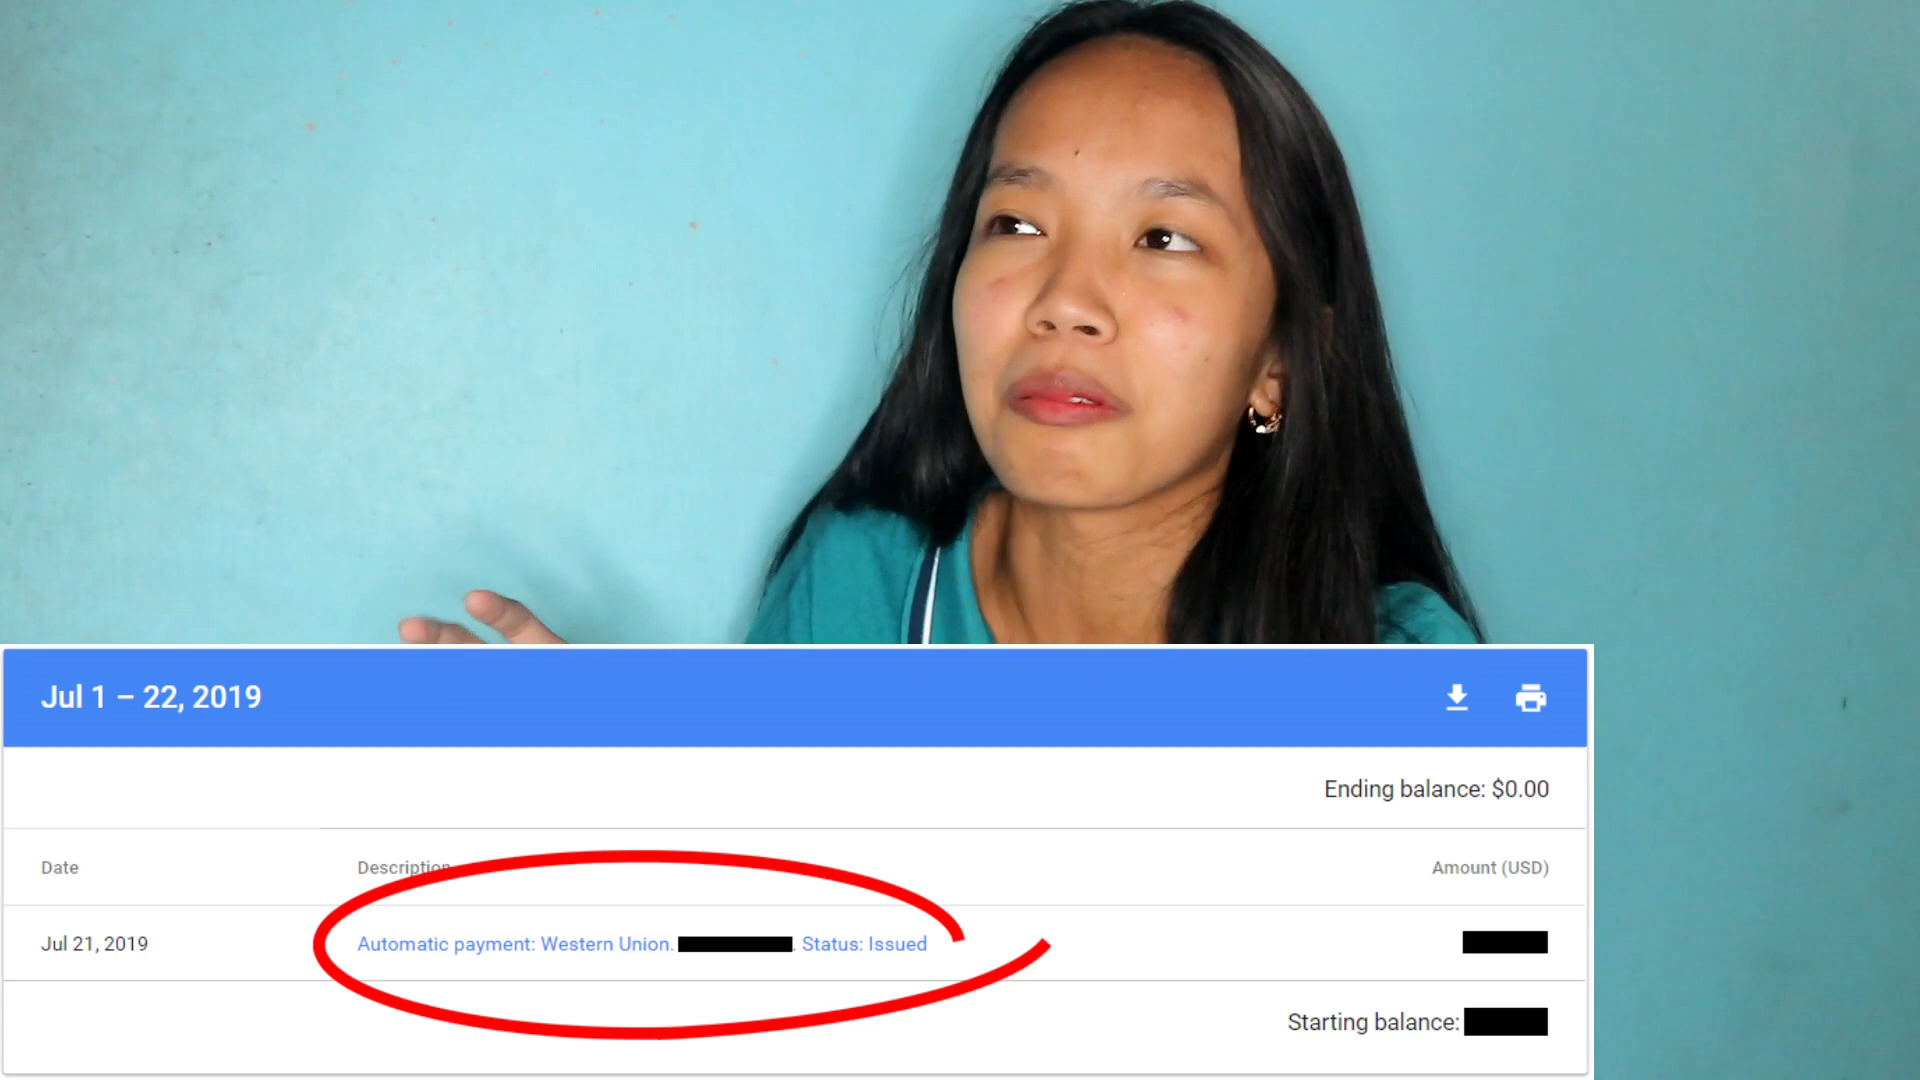 Jul 1 – 22, 2019
Ending balance: $0.00
Date Description Amount (USD)
Jul 21, 2019 Automatic payment: Western Union. . Status: Issued
Starting balance: